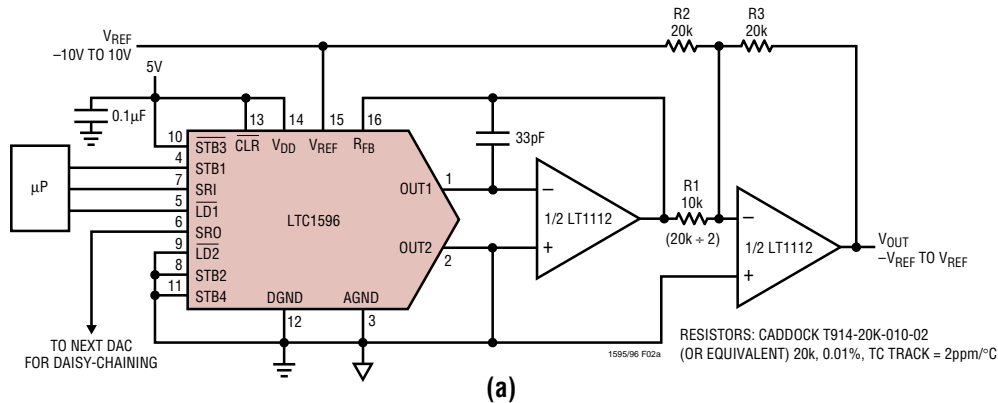 R2
20k
R3
20k
VREF
–10V TO 10V
5V
0.1µF
13
14
15
16
33pF
10
4
7
5
6
9
8
11
STB3
CLR
VDD
VREF
RFB
STB1
SRI
LD1
SRO
LD2
STB2
STB4
µP
LTC1596
OUT1
1
OUT2
2
–
+
1/2 LT1112
R1
10k
(20k ÷ 2)
–
+
1/2 LT1112
VOUT
–VREF TO VREF
DGND
AGND
12
3
TO NEXT DAC
FOR DAISY-CHAINING
1595/96 F02a
RESISTORS: CADDOCK T914-20K-010-02
(OR EQUIVALENT) 20k, 0.01%, TC TRACK = 2ppm/°C
(a)